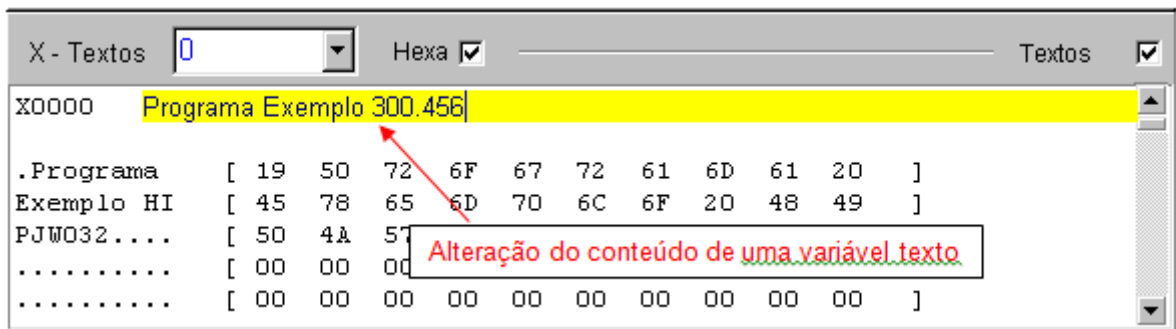 X - Textos 0 Hexa Textos
X0000 Programa Exemplo 300.456
.Programa [ 19 50 72 6F 67 72 61 6D 61 20 ]
Exemplo HI [ 45 78 65 6D 70 6C 6F 20 48 49 ]
PJW032.... [ 50 4A 57
Alteração do conteúdo de uma variável texto
.......... [ 00 00 00
.......... [ 00 00 00 00 00 00 00 00 00 00 ]